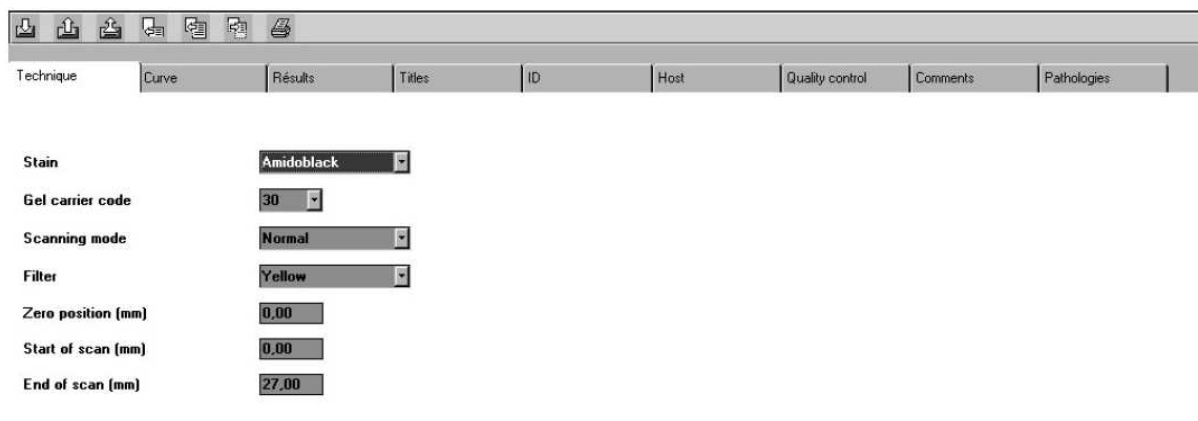 Technique Curve Résults Titles ID Host Quality control Comments Pathologies
Stain Amidoblack
Gel carrier code 30
Scanning mode Normal
Filter Yellow
Zero position (mm) 0,00
Start of scan (mm) 0,00
End of scan (mm) 27,00